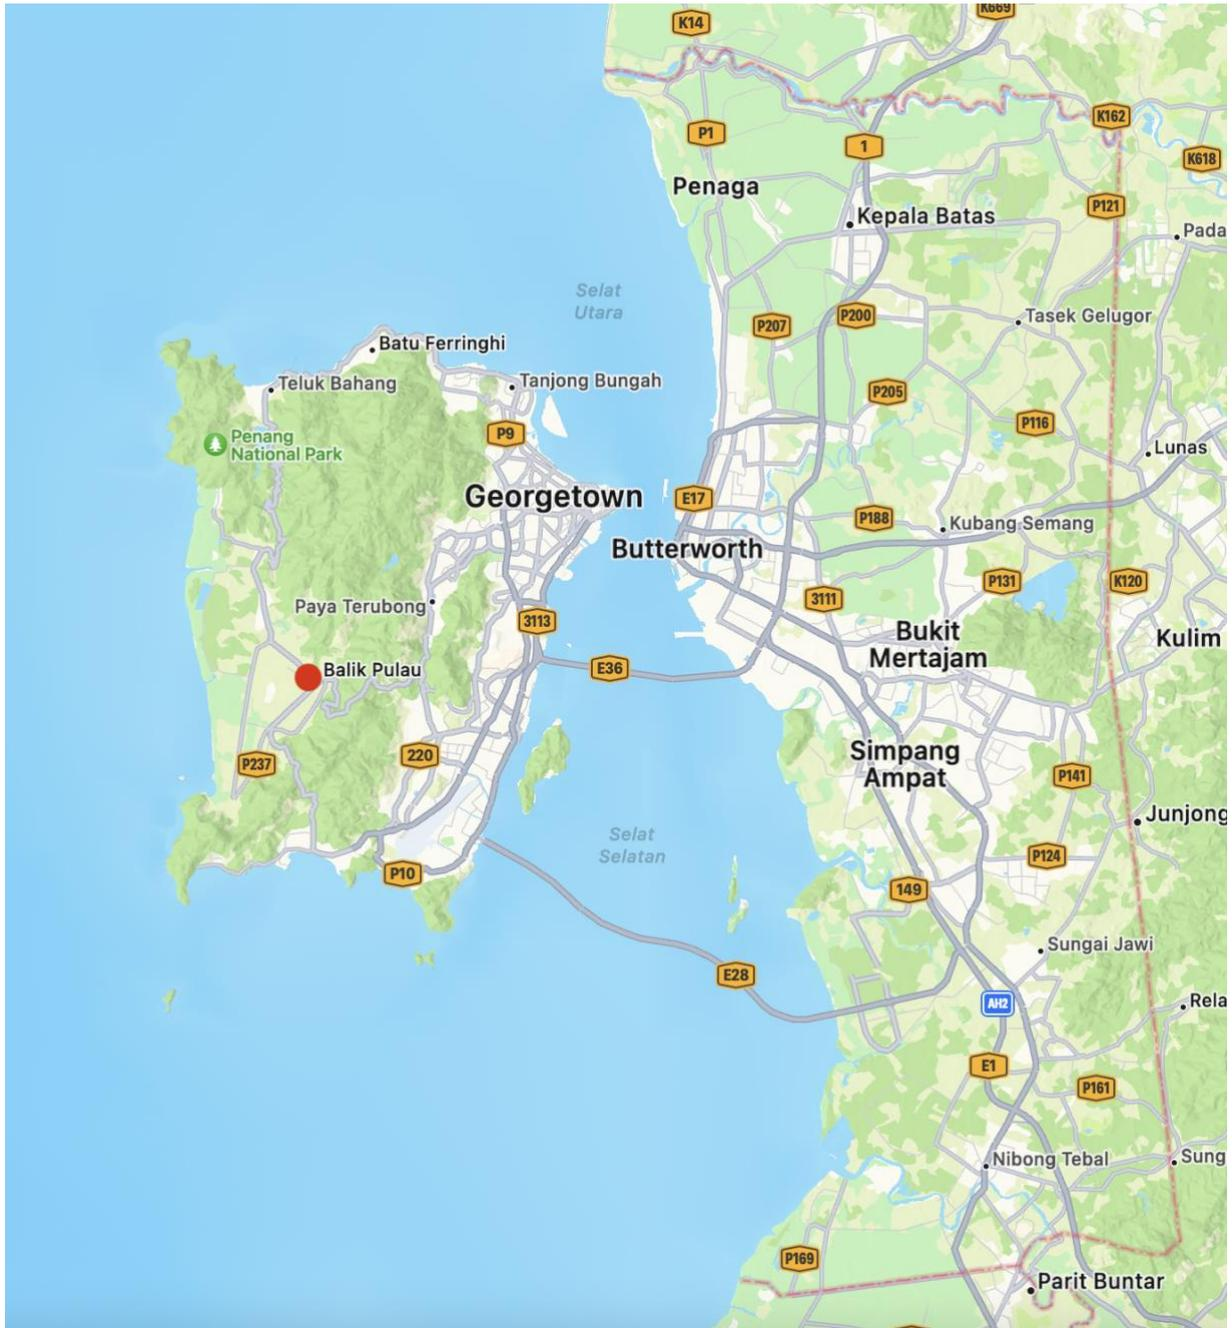 K14
K669
K162
K618
P1
1
Penaga
P121
Kepala Batas
Pada
Selat
Utara
P207
P200
Tasek Gelugor
Batu Ferringhi
Teluk Bahang
Tanjong Bungah
P205
P116
P9
Penang
National Park
Lunas
Georgetown
E17
P188
Kubang Semang
Butterworth
P131
K120
3111
Paya Terubong
3113
Bukit
Mertajam
Kulim
Balik Pulau
E36
P237
220
Simpang
Ampat
P141
Junjong
Selat
Selatan
P124
P10
149
Sungai Jawi
E28
AH2
Rela
E1
P161
Nibong Tebal
Sung
P169
Parit Buntar